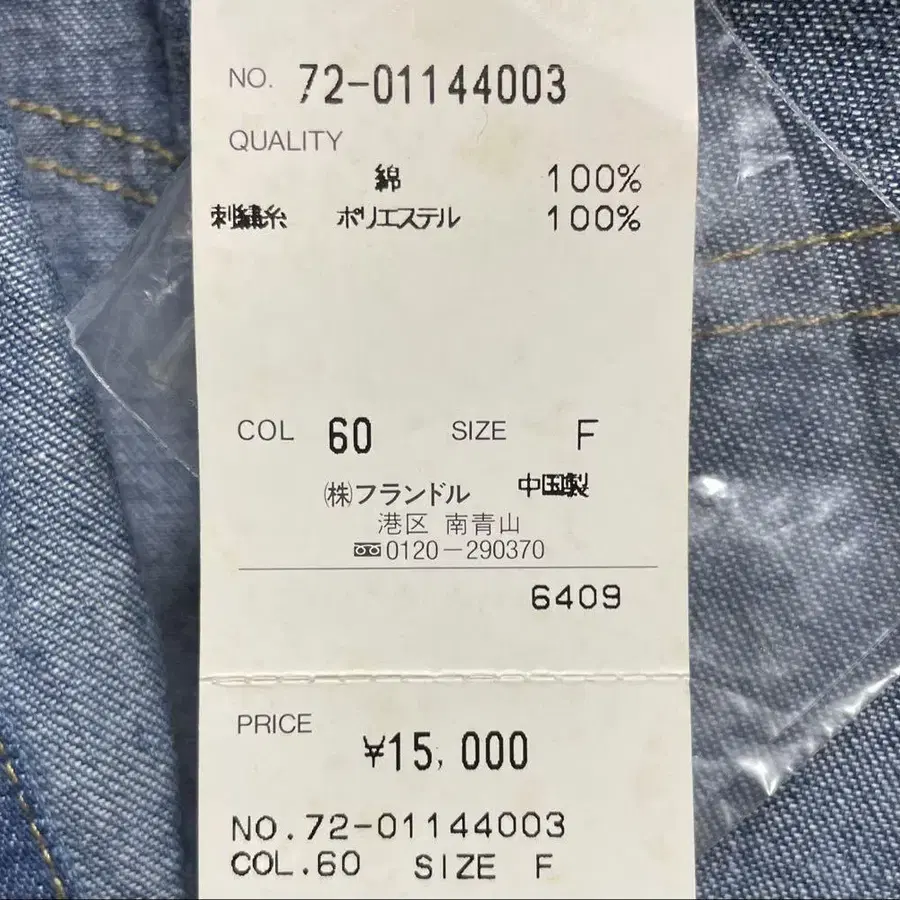 NO. 72-01144003
QUALITY
綿 100%
刺繍糸 ポリエステル 100%
COL 60 SIZE F
㈱フランドル 中国製
港区 南青山
0120-290370
6409
PRICE
¥15,000
NO.72-01144003
COL.60 SIZE F